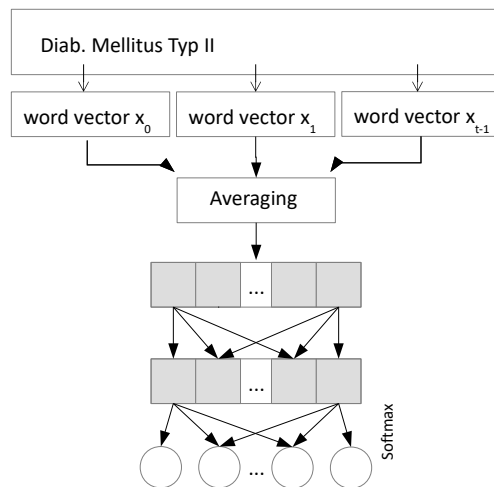 Diab. Mellitus Typ II
word vector x0
word vector x1
word vector xt-1
Averaging
...
...
Softmax
...